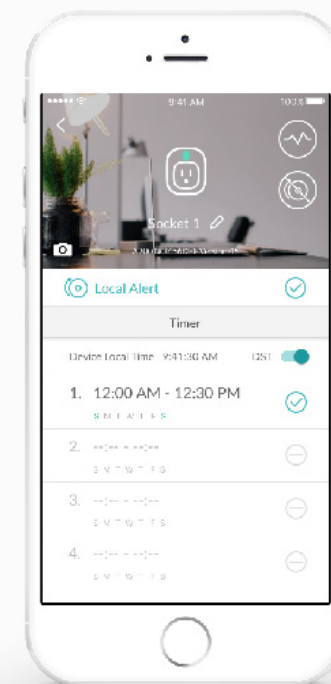 9:41 AM 100%
Socket 1
Local Alert
Timer
Device Local Time 9:41:30 AM DST
1. 12:00 AM - 12:30 PM
S M T W T F S
2. --:-- - --:--
S M T W T F S
3. --:-- - --:--
S M T W T F S
4. --:-- - --:--
S M T W T F S